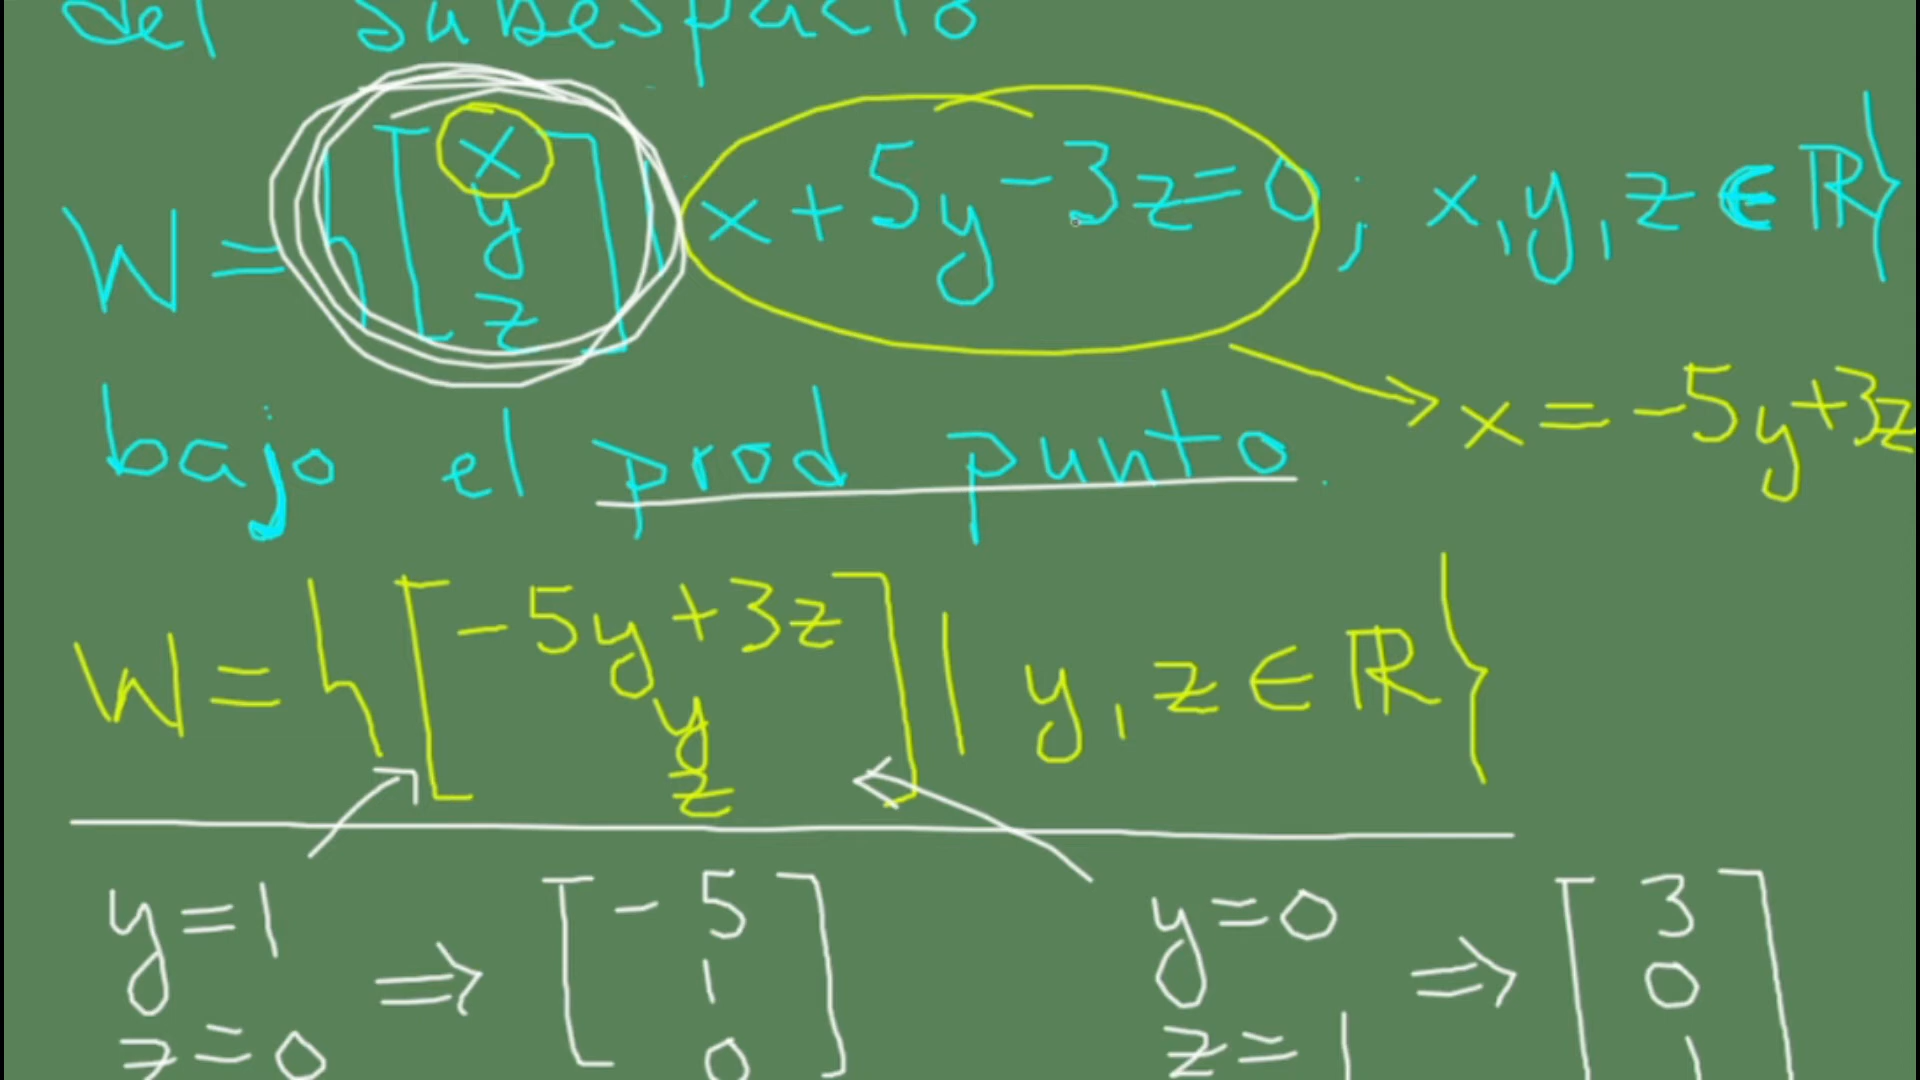 del subespacio
W = { [ x y z ] x + 5y - 3z = 0 ; x, y, z ∈ ℝ }
x = -5y + 3z
bajo el prod punto.
W = { [ -5y + 3z y z ] | y, z ∈ ℝ }
y = 1 z = 0 ⇒ [ -5 1 0 ]
y = 0 z = 1 ⇒ [ 3 0 1 ]